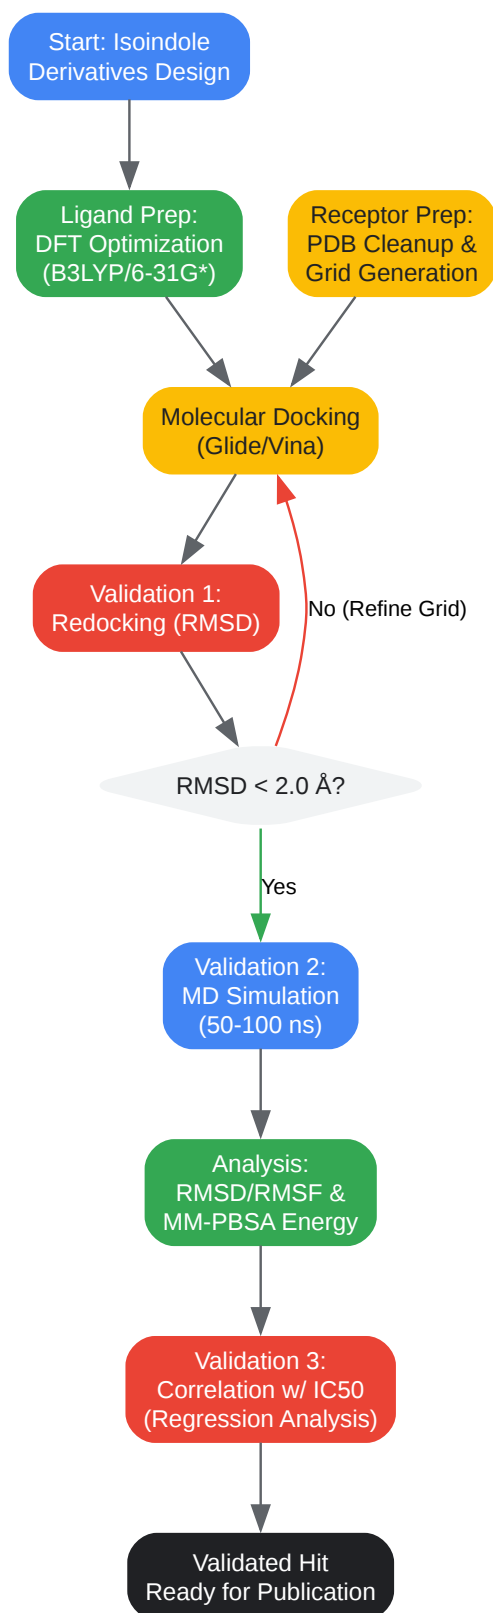 Start: Isoindole
Derivatives Design
Ligand Prep:
DFT Optimization
(B3LYP/6-31G*)
Receptor Prep:
PDB Cleanup &
Grid Generation
Molecular Docking
(Glide/Vina)
Validation 1:
Redocking (RMSD)
No (Refine Grid)
RMSD < 2.0 Å?
Yes
Validation 2:
MD Simulation
(50-100 ns)
Analysis:
RMSD/RMSF &
MM-PBSA Energy
Validation 3:
Correlation w/ IC50
(Regression Analysis)
Validated Hit
Ready for Publication